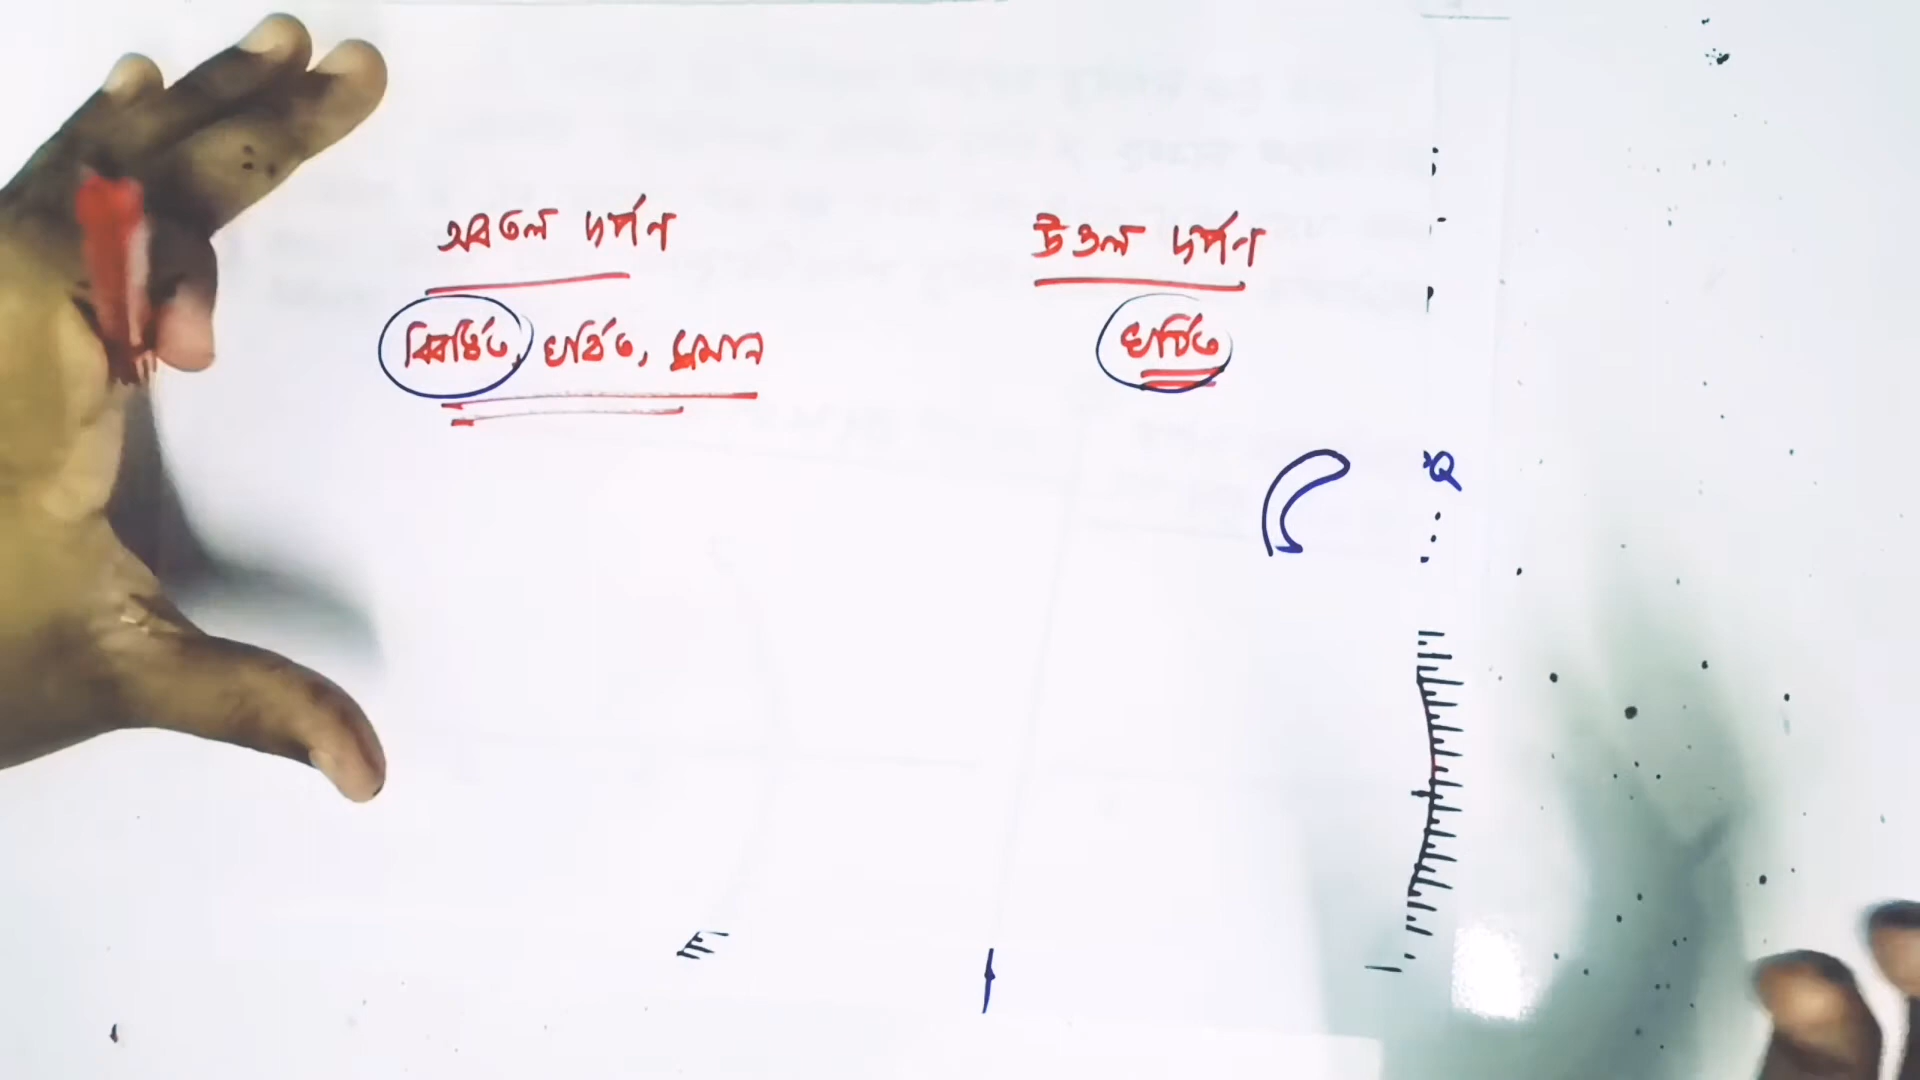 অবতল দর্পণ
উত্তল দর্পণ
বিবর্ধিত, খর্বিত, সমান
খর্বিত